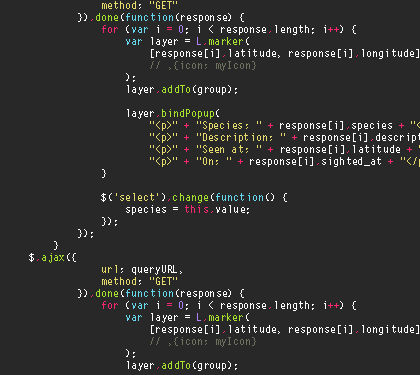 method: "GET"
}).done(function(response) {
for (var i = 0; i < response.length; i++) {
var layer = L.marker(
[response[i].latitude, response[i].longitude]
// ,{icon: myIcon}
);
layer.addTo(group);
layer.bindPopup(
"<p>" + "Species: " + response[i].species + "<
"<p>" + "Description: " + response[i].descript
"<p>" + "Seen at: " + response[i].latitude + "
"<p>" + "On: " + response[i].sighted_at + "</p
}
$('select').change(function() {
species = this.value;
});
});
}
$.ajax({
url: queryURL,
method: "GET"
}).done(function(response) {
for (var i = 0; i < response.length; i++) {
var layer = L.marker(
[response[i].latitude, response[i].longitude]
// ,{icon: myIcon}
);
layer.addTo(group);